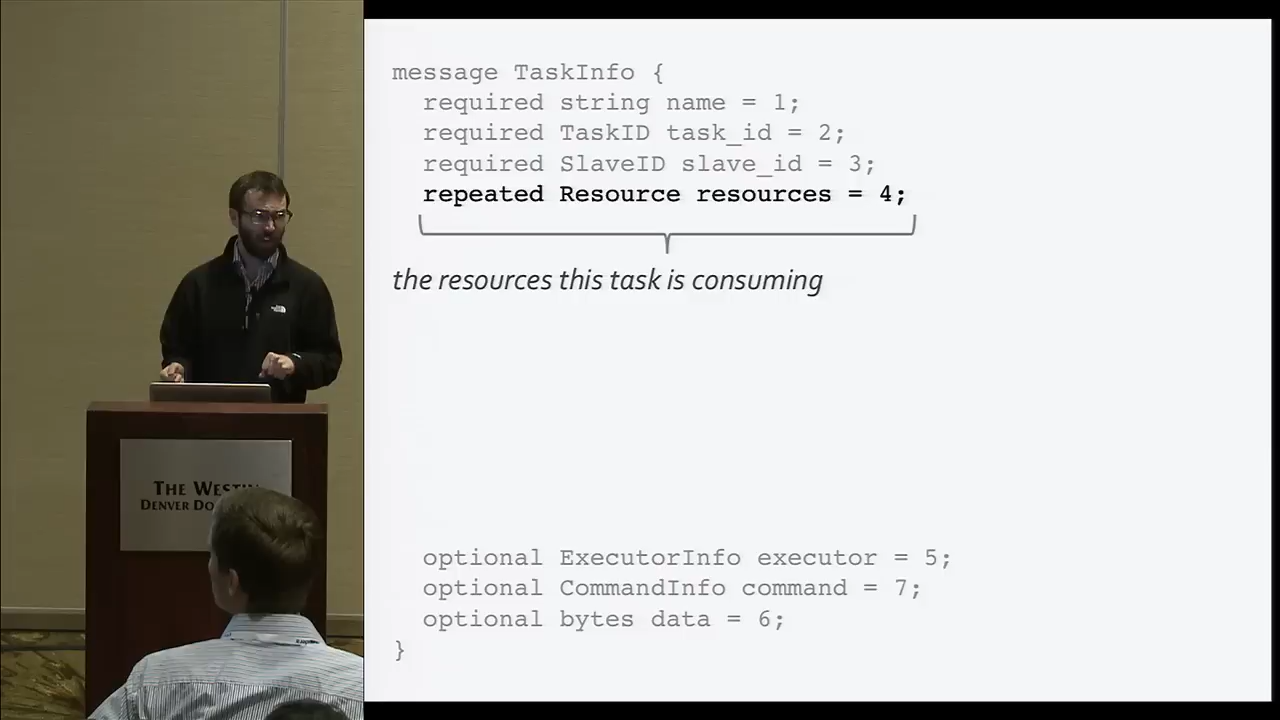 message TaskInfo {
required string name = 1;
required TaskID task_id = 2;
required SlaveID slave_id = 3;
repeated Resource resources = 4;
the resources this task is consuming
optional ExecutorInfo executor = 5;
optional CommandInfo command = 7;
optional bytes data = 6;
}
THE WESTIN
DENVER